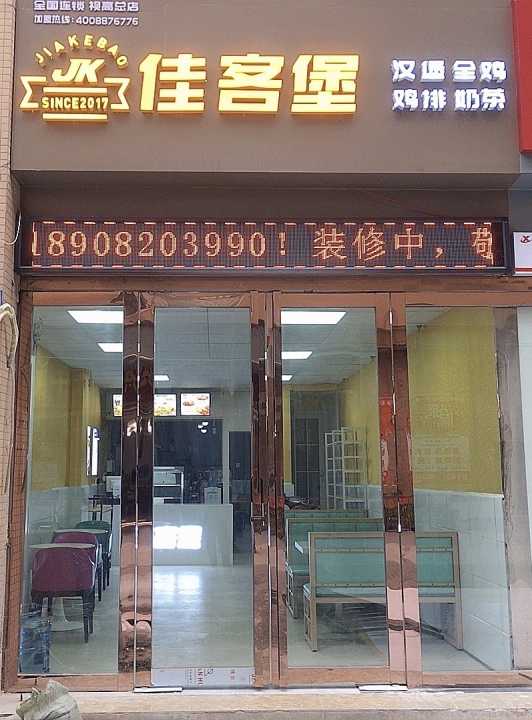 全国连锁 视高总店
加盟热线:4008876776
JIAKEBAO
JK
SINCE2017
佳客堡
汉堡 全鸡
鸡排 奶茶
18908203990! 装修中，敬